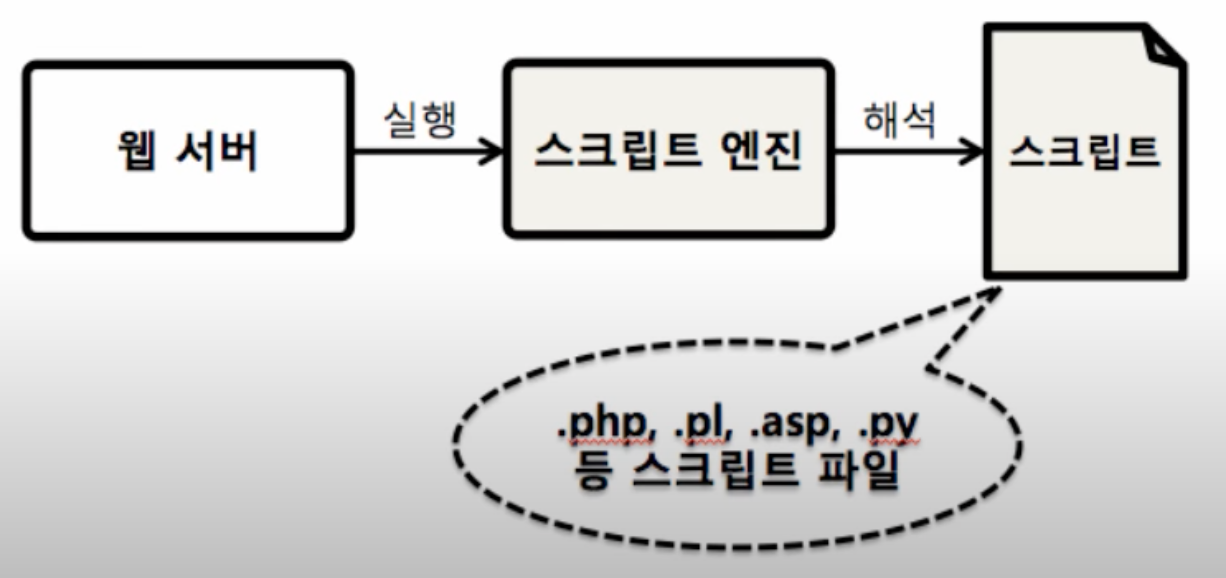 웹 서버
실행
스크립트 엔진
해석
스크립트
.php, .pl, .asp, .py
등 스크립트 파일